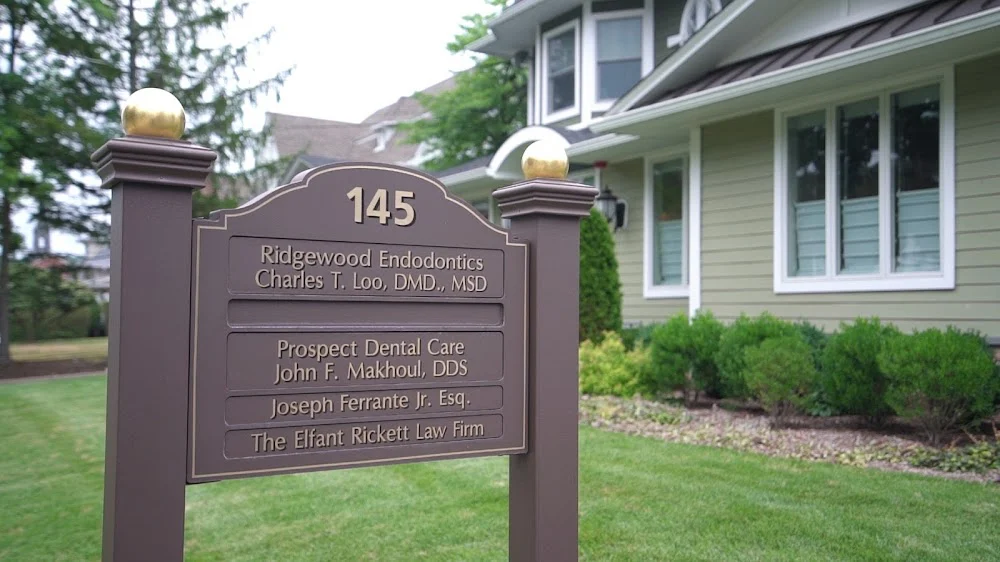 145
Ridgewood Endodontics
Charles T. Loo, DMD., MSD
Prospect Dental Care
John F. Makhoul, DDS
Joseph Ferrante Jr. Esq.
The Elfant Rickett Law Firm